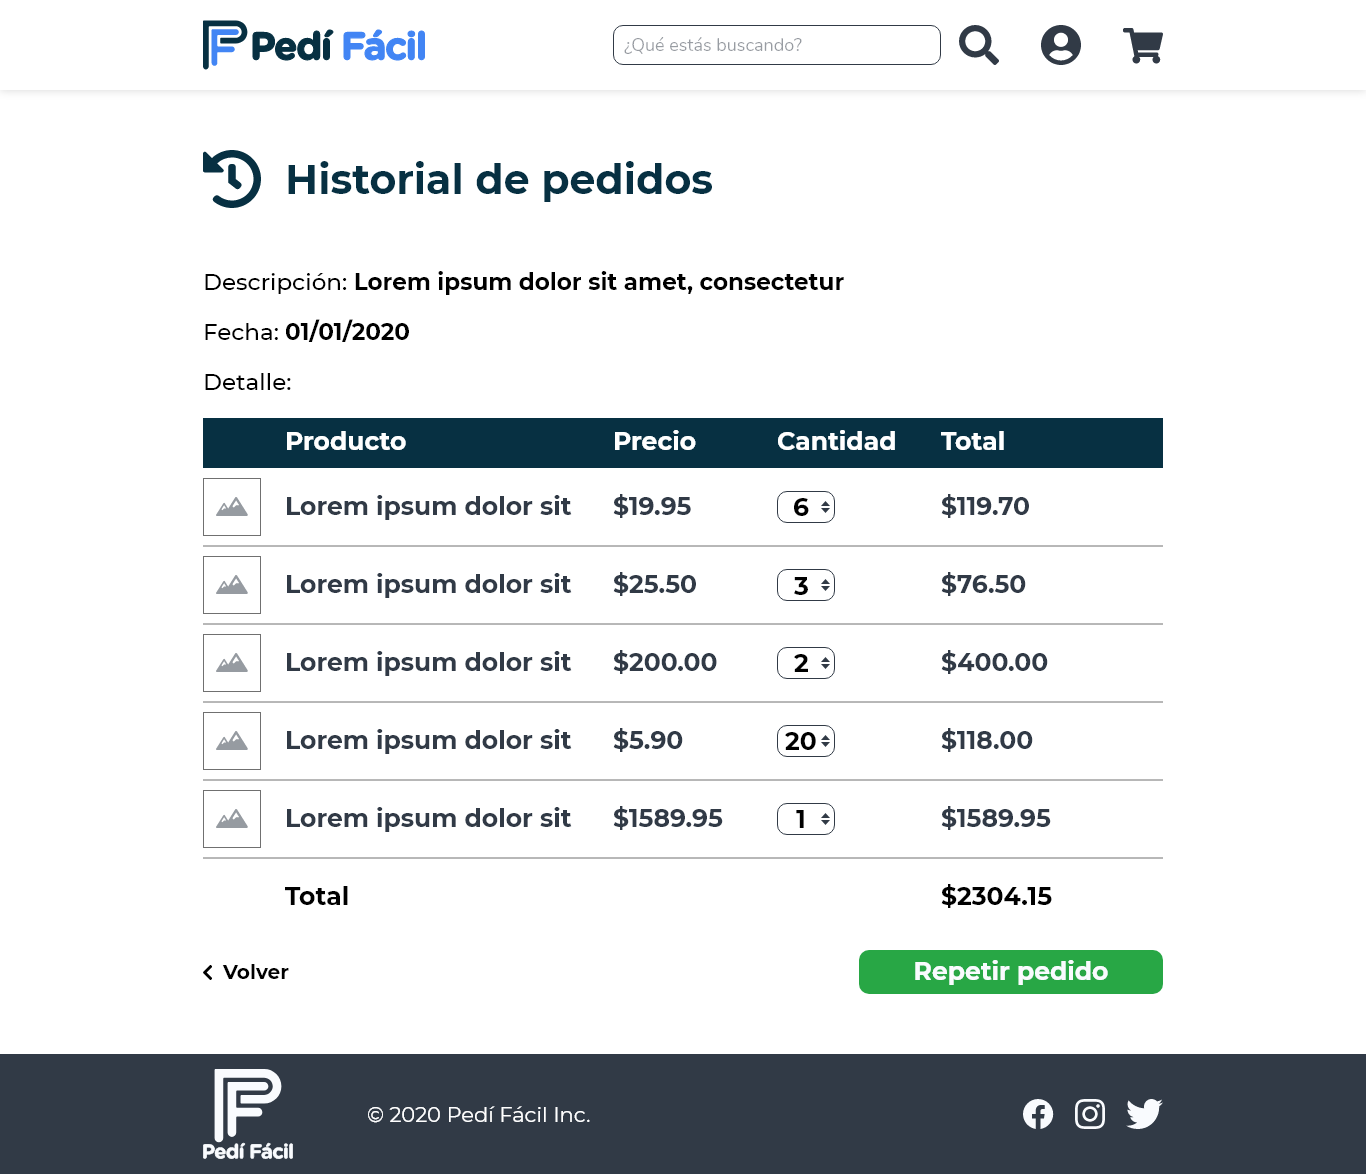 Pedí Fácil
¿Qué estás buscando?
Historial de pedidos
Descripción: Lorem ipsum dolor sit amet, consectetur
Fecha: 01/01/2020
Detalle:
Producto Precio Cantidad Total
Lorem ipsum dolor sit $19.95 6 $119.70
Lorem ipsum dolor sit $25.50 3 $76.50
Lorem ipsum dolor sit $200.00 2 $400.00
Lorem ipsum dolor sit $5.90 20 $118.00
Lorem ipsum dolor sit $1589.95 1 $1589.95
Total $2304.15
Volver Repetir pedido
© 2020 Pedí Fácil Inc.
Pedí Fácil